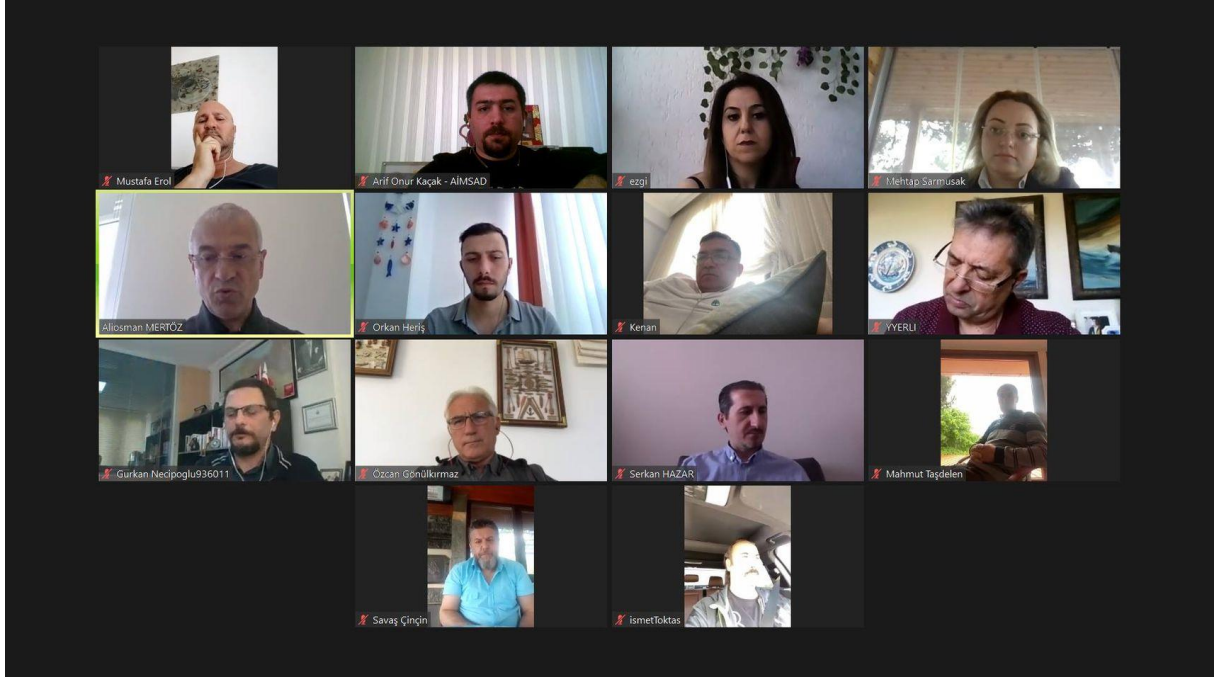 Mustafa Erol
Arif Onur Kaçak - AİMSAD
ezgi
Mehtap Sarmusak
Aliosman MERTÖZ
Orkan Heriş
Kenan
YYERLI
Gurkan Necipoglu936011
Özcan Gönülkırmaz
Serkan HAZAR
Mahmut Taşdelen
Savaş Çinçin
ismetToktas